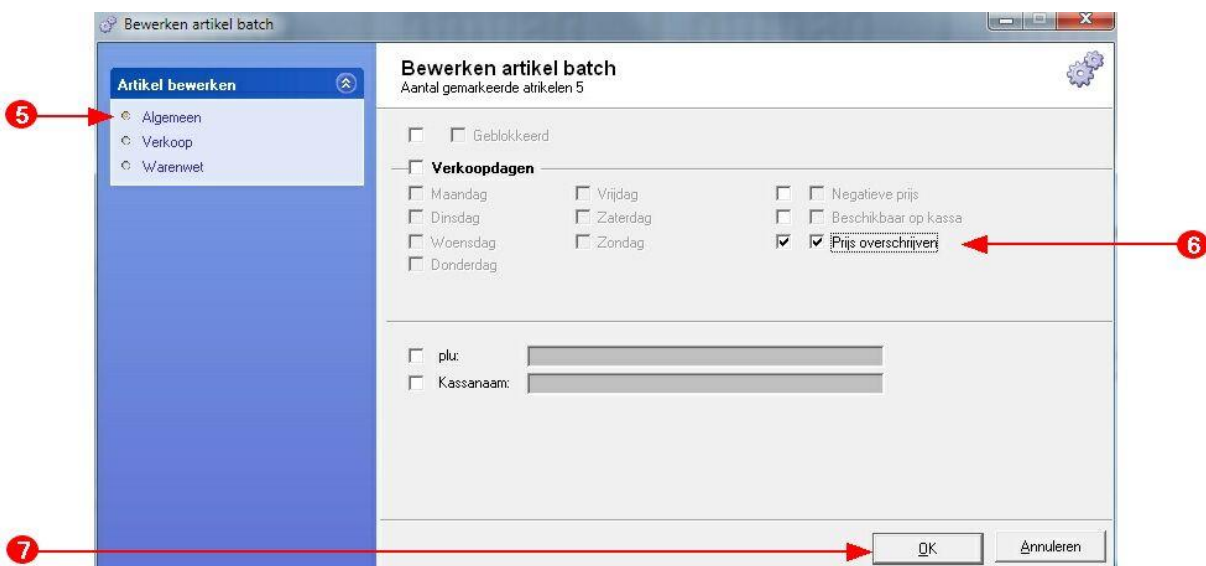 Bewerken artikel batch
Artikel bewerken
Algemeen
Verkoop
Warenwet
Bewerken artikel batch
Aantal gemarkeerde atrikelen 5
Geblokkeerd
Verkoopdagen
Maandag Vrijdag Negatieve prijs
Dinsdag Zaterdag Beschikbaar op kassa
Woensdag Zondag Prijs overschrijven
Donderdag
plu:
Kassanaam:
OK Annuleren
5
6
7